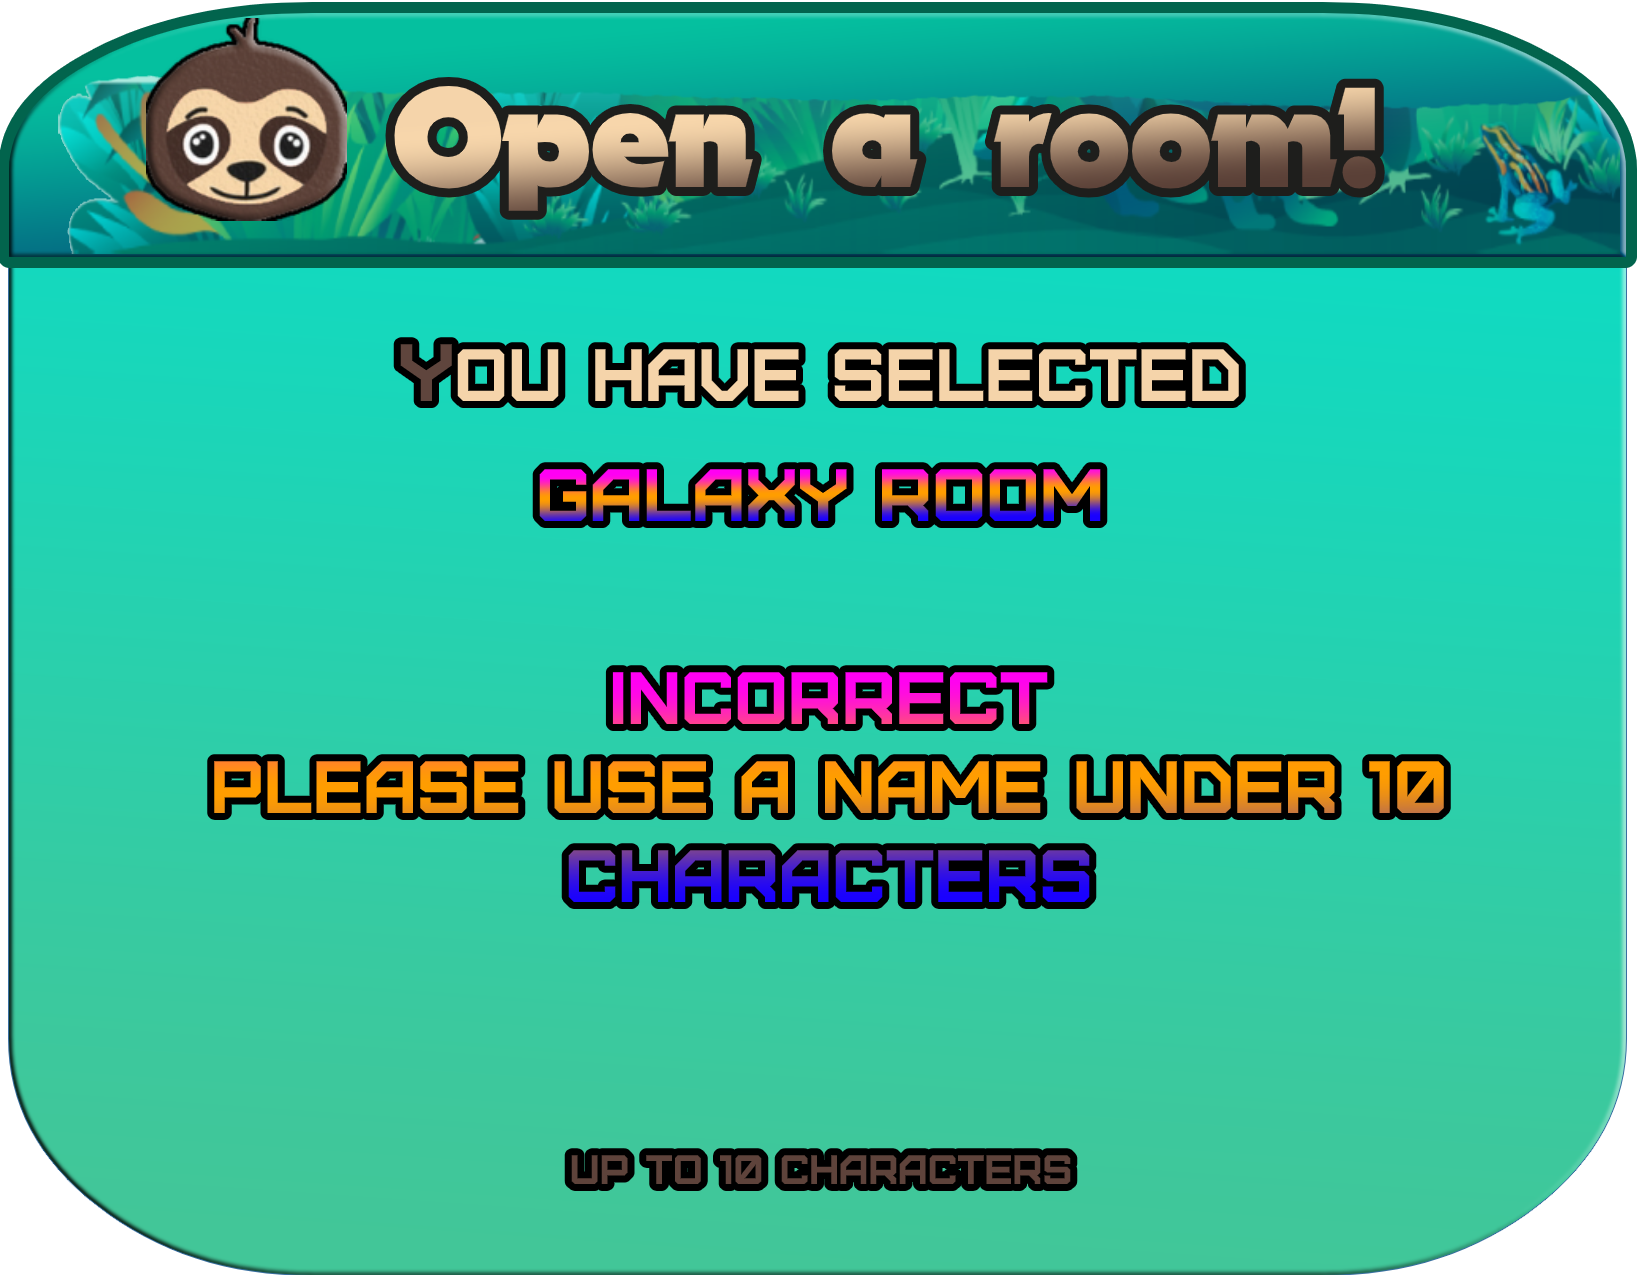 Open a room!
YOU HAVE SELECTED
GALAXY ROOM
INCORRECT
PLEASE USE A NAME UNDER 10
CHARACTERS
UP TO 10 CHARACTERS